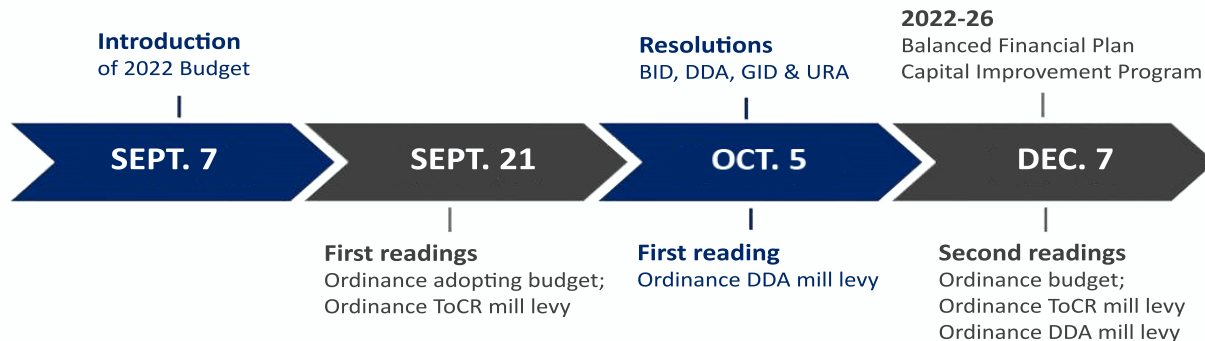 Introduction
of 2022 Budget
Resolutions
BID, DDA, GID & URA
2022-26
Balanced Financial Plan
Capital Improvement Program
SEPT. 7
SEPT. 21
OCT. 5
DEC. 7
First readings
Ordinance adopting budget;
Ordinance ToCR mill levy
First reading
Ordinance DDA mill levy
Second readings
Ordinance budget;
Ordinance ToCR mill levy
Ordinance DDA mill levy